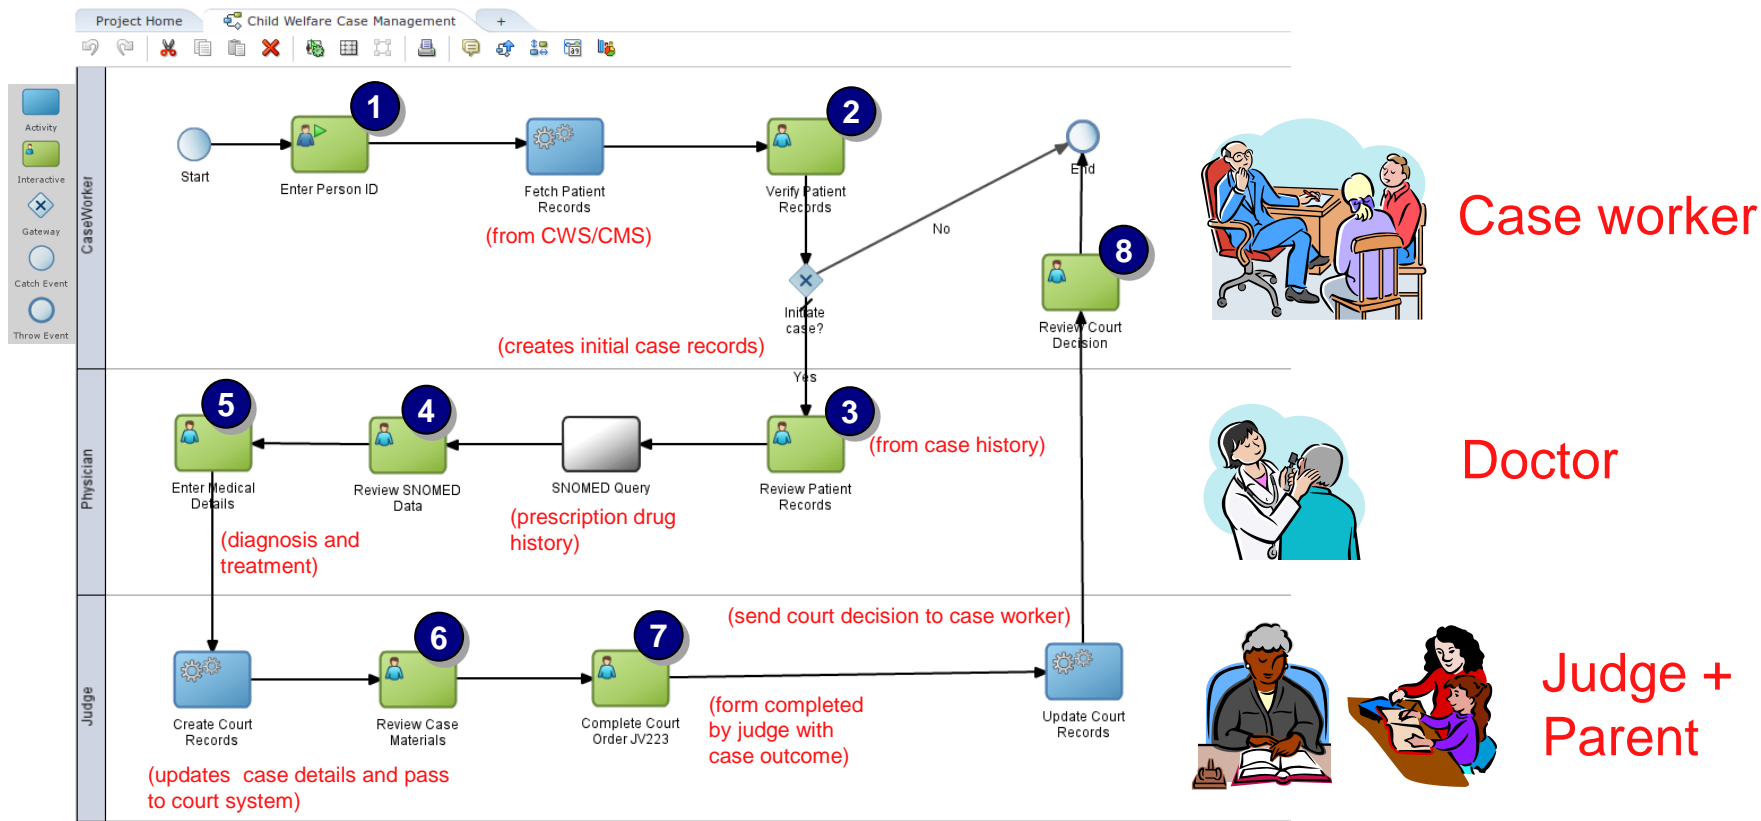 Project Home
Child Welfare Case Management
+
Activity
Interactive
Gateway
Catch Event
Throw Event
CaseWorker
Start
1
Enter Person ID
Fetch Patient
Records
(from CWS/CMS)
2
Verify Patient
Records
End
No
Initiate
case?
(creates initial case records)
Yes
8
Review Court
Decision
Case worker
Physician
5
Enter Medical
Details
(diagnosis and
treatment)
4
Review SNOMED
Data
SNOMED Query
(prescription drug
history)
3
Review Patient
Records
(from case history)
Doctor
Judge
Create Court
Records
(updates case details and pass
to court system)
6
Review Case
Materials
7
Complete Court
Order JV223
(form completed
by judge with
case outcome)
(send court decision to case worker)
Update Court
Records
Judge +
Parent